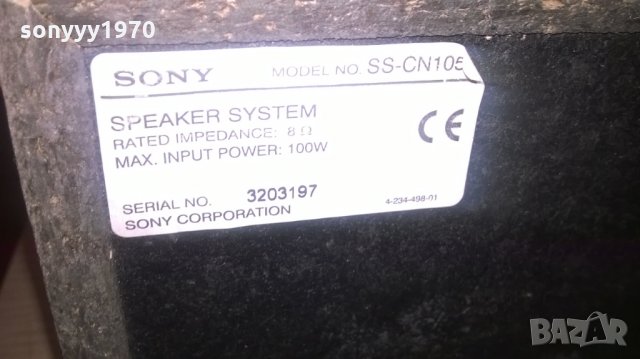 sonyyy1970
SONY MODEL NO. SS-CN105
SPEAKER SYSTEM
RATED IMPEDANCE: 8 Ω
MAX. INPUT POWER: 100W
CE
SERIAL NO. 3203197
SONY CORPORATION
4-234-498-01
BAZAR